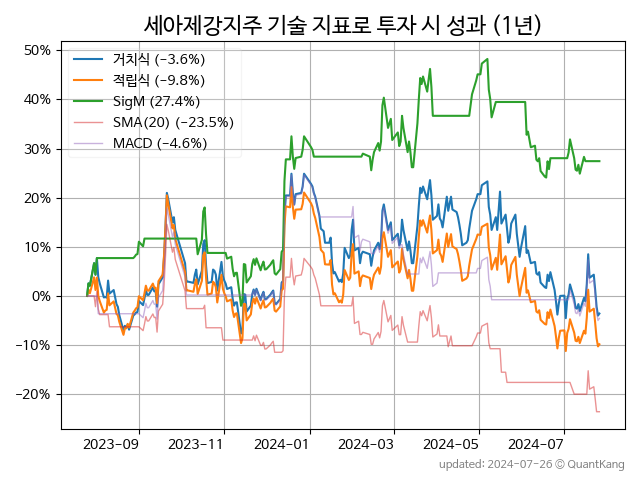 세아제강지주 기술 지표로 투자 시 성과 (1년)
50%
40%
30%
20%
10%
0%
−10%
−20%
거치식 (−3.6%)
적립식 (−9.8%)
SigM (27.4%)
SMA(20) (−23.5%)
MACD (−4.6%)
2023-09
2023-11
2024-01
2024-03
2024-05
2024-07
updated: 2024-07-26 © QuantKang